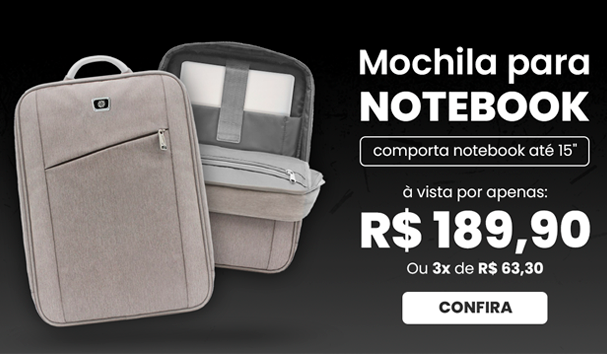 Mochila para
NOTEBOOK
comporta notebook até 15"
à vista por apenas:
R$ 189,90
Ou 3x de R$ 63,30
CONFIRA